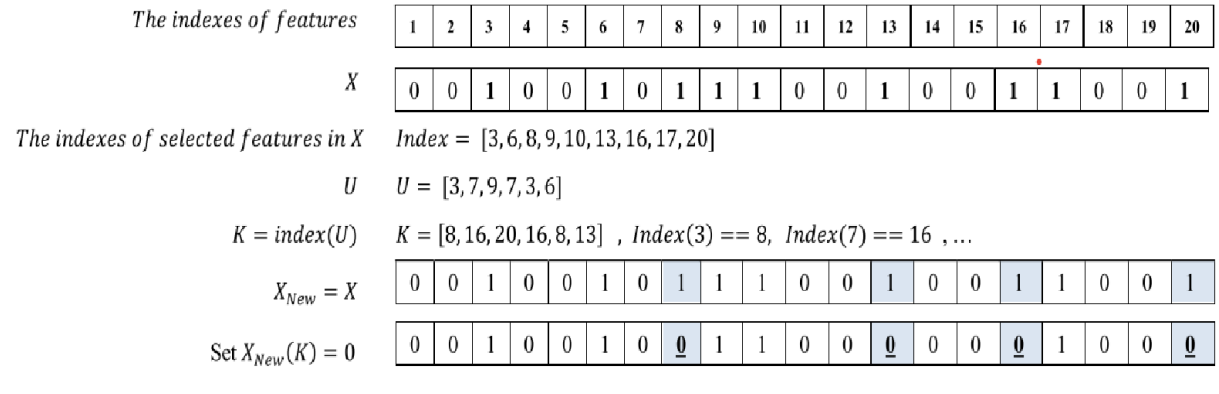 The indexes of features 1 2 3 4 5 6 7 8 9 10 11 12 13 14 15 16 17 18 19 20
X 0 0 1 0 0 1 0 1 1 1 0 0 1 0 0 1 1 0 0 1
The indexes of selected features in X Index = [3,6,8,9,10,13,16,17,20]
U U = [3,7,9,7,3,6]
K = index(U) K = [8,16,20,16,8,13] , Index(3) == 8, Index(7) == 16 ,...
X_New = X 0 0 1 0 0 1 0 1 1 1 0 0 1 0 0 1 1 0 0 1
Set X_New(K) = 0 0 0 1 0 0 1 0 0 1 1 0 0 0 0 0 0 1 0 0 0